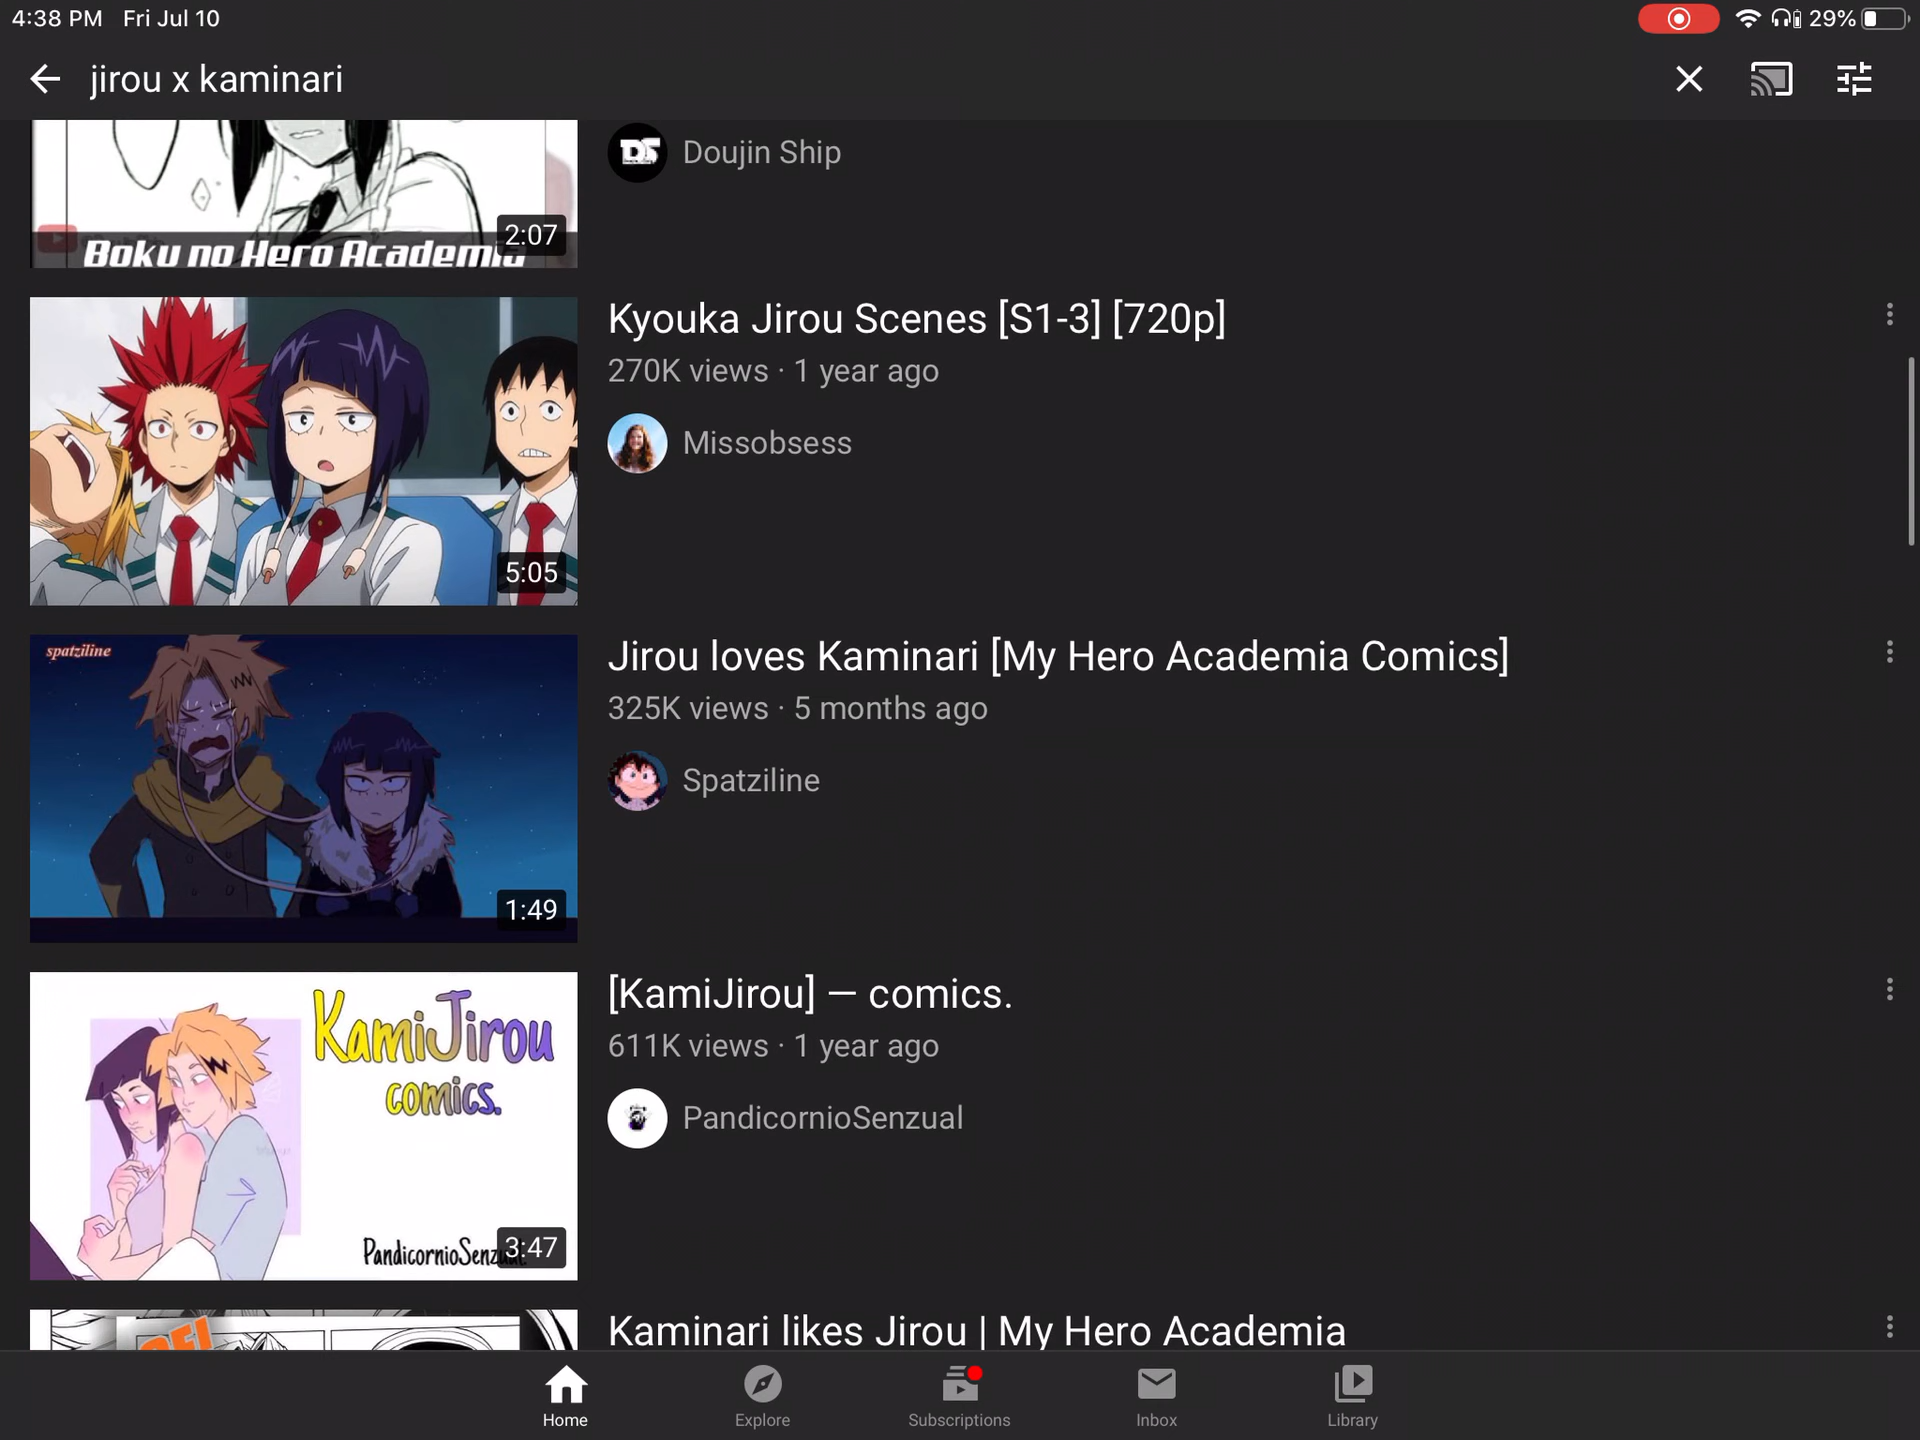 4:38 PM Fri Jul 10
29%
jirou x kaminari
Doujin Ship
2:07
Boku no Hero Academia
Kyouka Jirou Scenes [S1-3] [720p]
270K views · 1 year ago
Missobsess
5:05
spatziline
Jirou loves Kaminari [My Hero Academia Comics]
325K views · 5 months ago
Spatziline
1:49
KamiJirou
comics.
[KamiJirou] — comics.
611K views · 1 year ago
PandicornioSenzual
PandicornioSenzual.
3:47
Kaminari likes Jirou | My Hero Academia
Home
Explore
Subscriptions
Inbox
Library